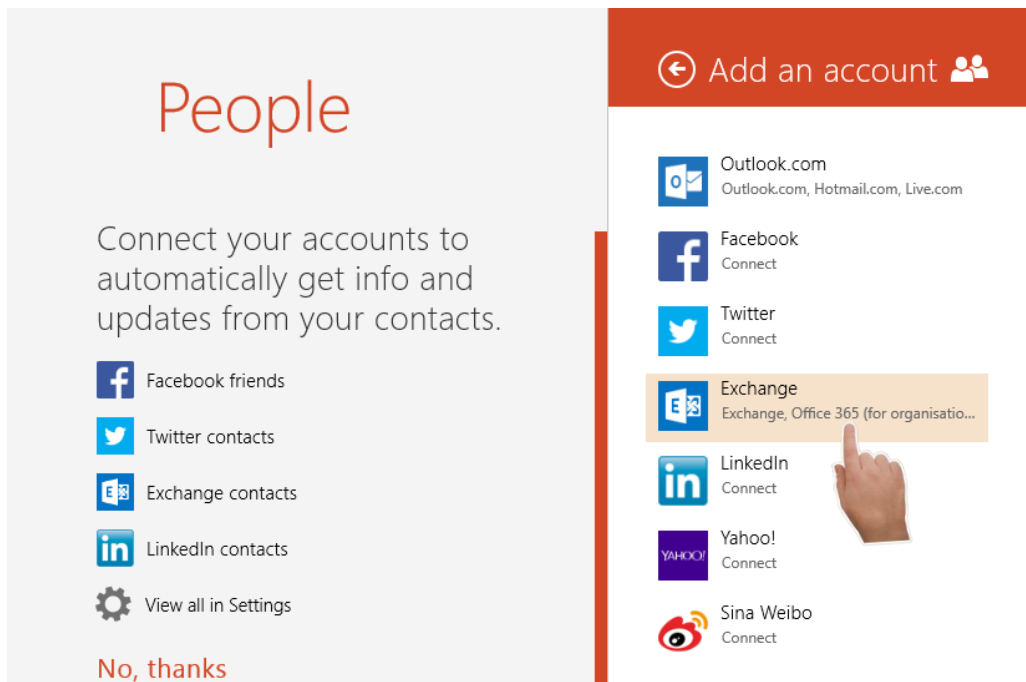 People
Connect your accounts to
automatically get info and
updates from your contacts.
Facebook friends
Twitter contacts
Exchange contacts
LinkedIn contacts
View all in Settings
No, thanks
Add an account
Outlook.com
Outlook.com, Hotmail.com, Live.com
Facebook
Connect
Twitter
Connect
Exchange
Exchange, Office 365 (for organisatio...
LinkedIn
Connect
YAHOO!
Yahoo!
Connect
Sina Weibo
Connect